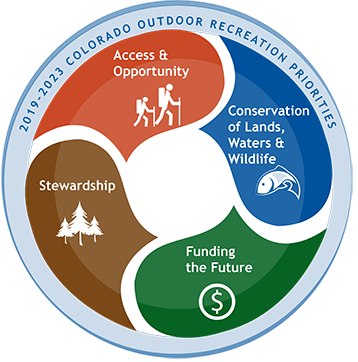 2019-2023 COLORADO OUTDOOR RECREATION PRIORITIES
Access &
Opportunity
Conservation
of Lands,
Waters &
Wildlife
Stewardship
Funding
the Future
$